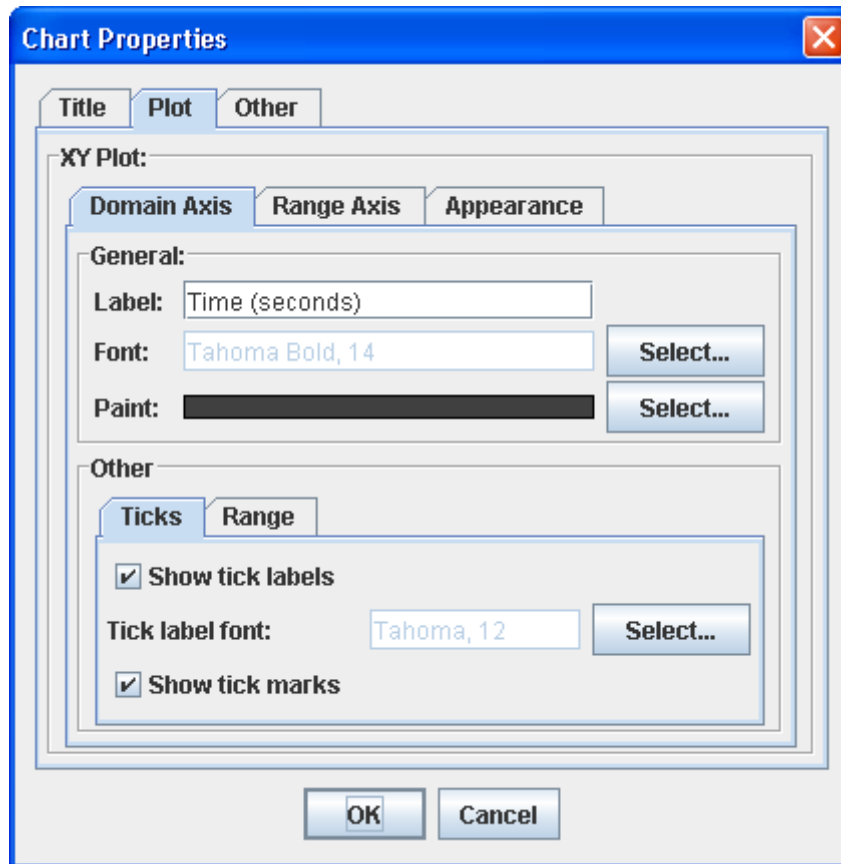 Chart Properties
Title Plot Other
XY Plot:
Domain Axis Range Axis Appearance
General:
Label: Time (seconds)
Font: Tahoma Bold, 14 Select...
Paint: Select...
Other
Ticks Range
Show tick labels
Tick label font: Tahoma, 12 Select...
Show tick marks
OK Cancel